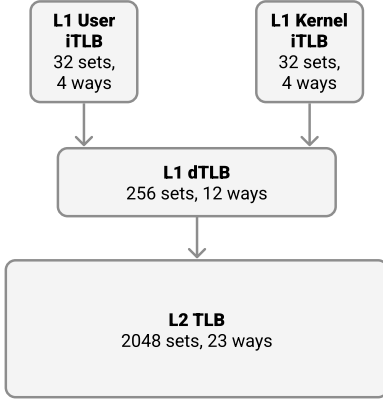 L1 User
iTLB
32 sets,
4 ways
L1 Kernel
iTLB
32 sets,
4 ways
L1 dTLB
256 sets, 12 ways
L2 TLB
2048 sets, 23 ways